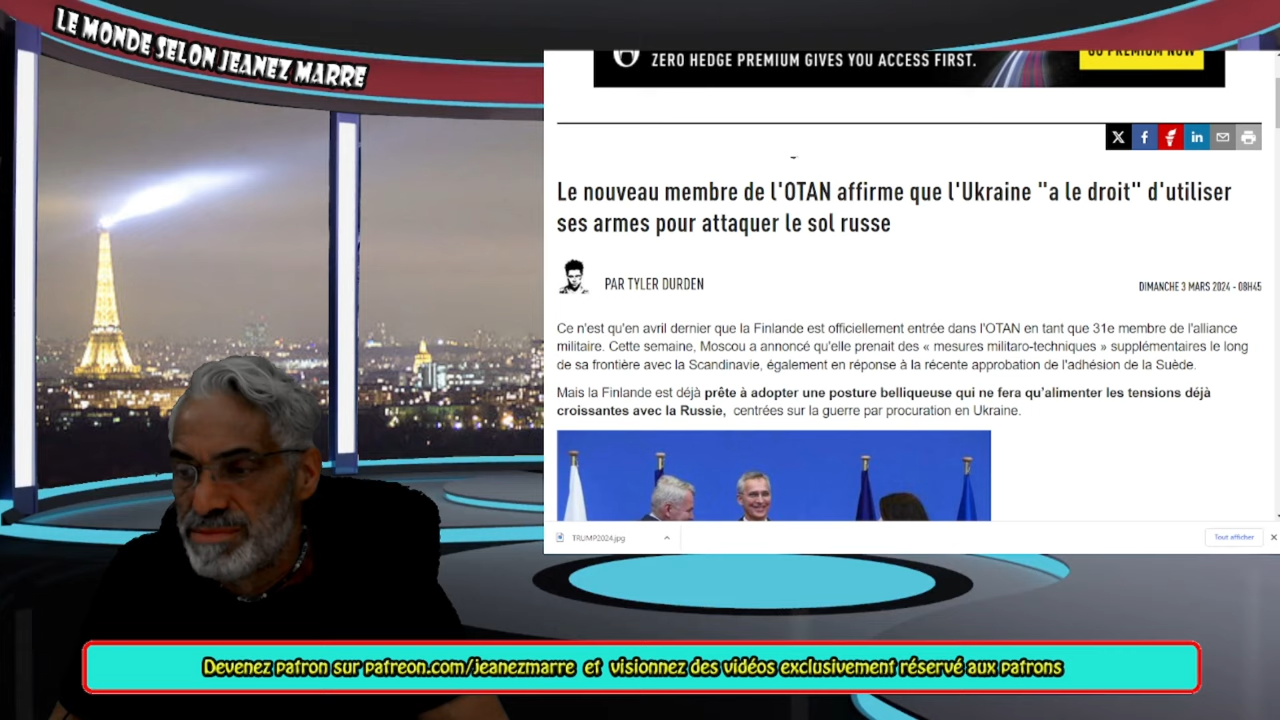 LE MONDE SELON JEANEZ MARRE
ZERO HEDGE PREMIUM GIVES YOU ACCESS FIRST.
GO PREMIUM NOW
Le nouveau membre de l'OTAN affirme que l'Ukraine "a le droit" d'utiliser
ses armes pour attaquer le sol russe
PAR TYLER DURDEN
DIMANCHE 3 MARS 2024 - 08H45
Ce n'est qu'en avril dernier que la Finlande est officiellement entrée dans l'OTAN en tant que 31e membre de l'alliance
militaire. Cette semaine, Moscou a annoncé qu'elle prenait des « mesures militaro-techniques » supplémentaires le long
de sa frontière avec la Scandinavie, également en réponse à la récente approbation de l'adhésion de la Suède.
Mais la Finlande est déjà prête à adopter une posture belliqueuse qui ne fera qu'alimenter les tensions déjà
croissantes avec la Russie, centrées sur la guerre par procuration en Ukraine.
TRUMP2024.jpg
Tout afficher
Devenez patron sur patreon.com/jeanezmarre et visionnez des vidéos exclusivement réservé aux patrons